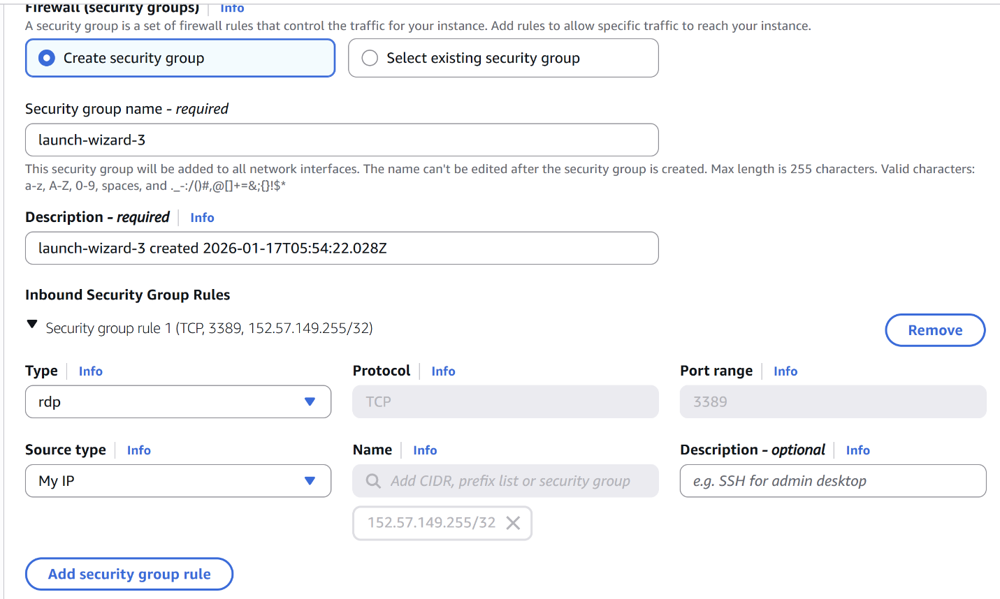 Firewall (security groups) Info
A security group is a set of firewall rules that control the traffic for your instance. Add rules to allow specific traffic to reach your instance.
Create security group Select existing security group
Security group name - required
launch-wizard-3
This security group will be added to all network interfaces. The name can't be edited after the security group is created. Max length is 255 characters. Valid characters:
a-z, A-Z, 0-9, spaces, and ._-:/()#,@[]+=&;{}!$*
Description - required Info
launch-wizard-3 created 2026-01-17T05:54:22.028Z
Inbound Security Group Rules
Security group rule 1 (TCP, 3389, 152.57.149.255/32) Remove
Type Info Protocol Info Port range Info
rdp TCP 3389
Source type Info Name Info Description - optional Info
My IP Add CIDR, prefix list or security group e.g. SSH for admin desktop
152.57.149.255/32
Add security group rule